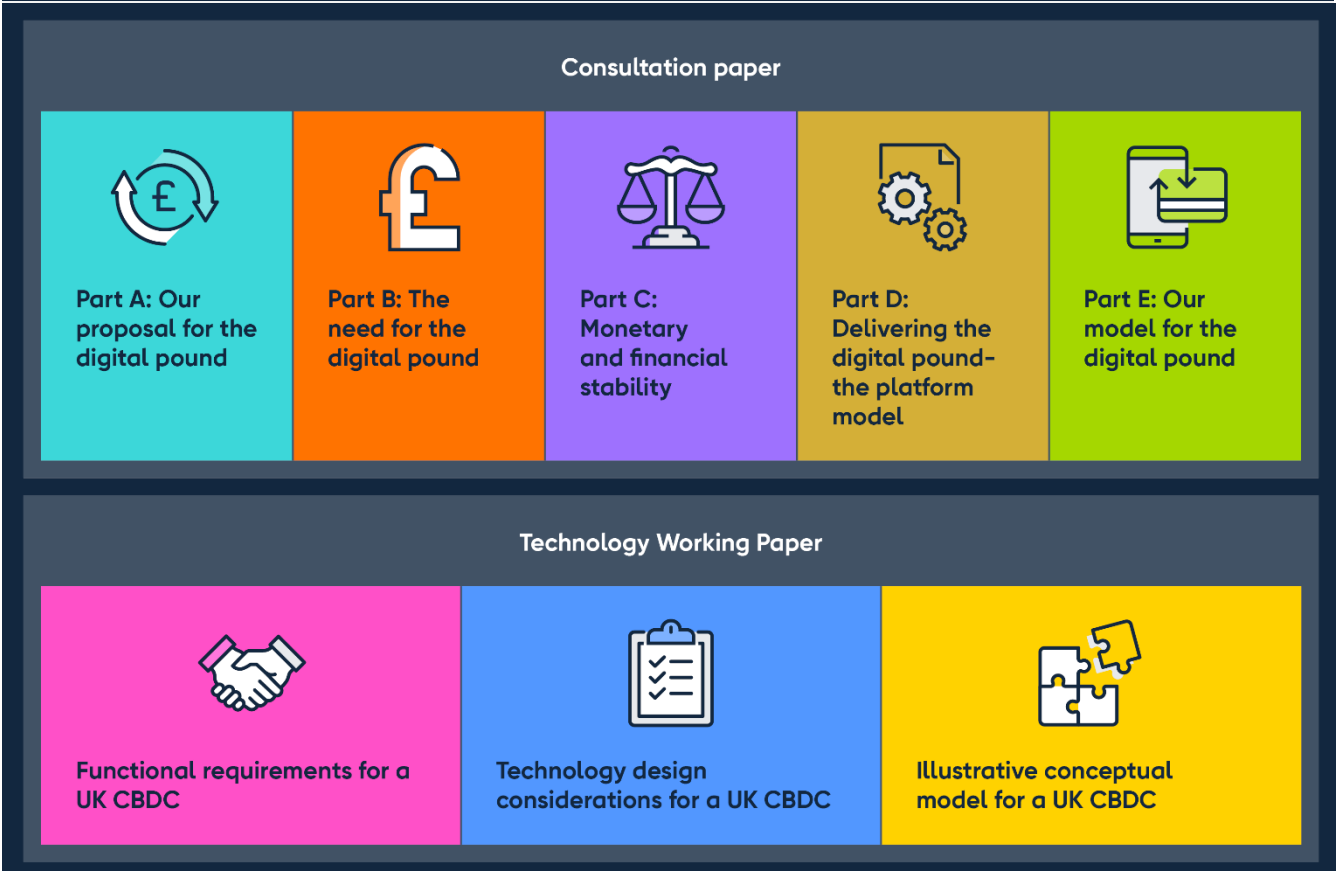 Consultation paper
£
Part A: Our
proposal for the
digital pound
£
Part B: The
need for the
digital pound
Part C:
Monetary
and financial
stability
Part D:
Delivering the
digital pound-
the platform
model
Part E: Our
model for the
digital pound
Technology Working Paper
Functional requirements for a
UK CBDC
Technology design
considerations for a UK CBDC
Illustrative conceptual
model for a UK CBDC